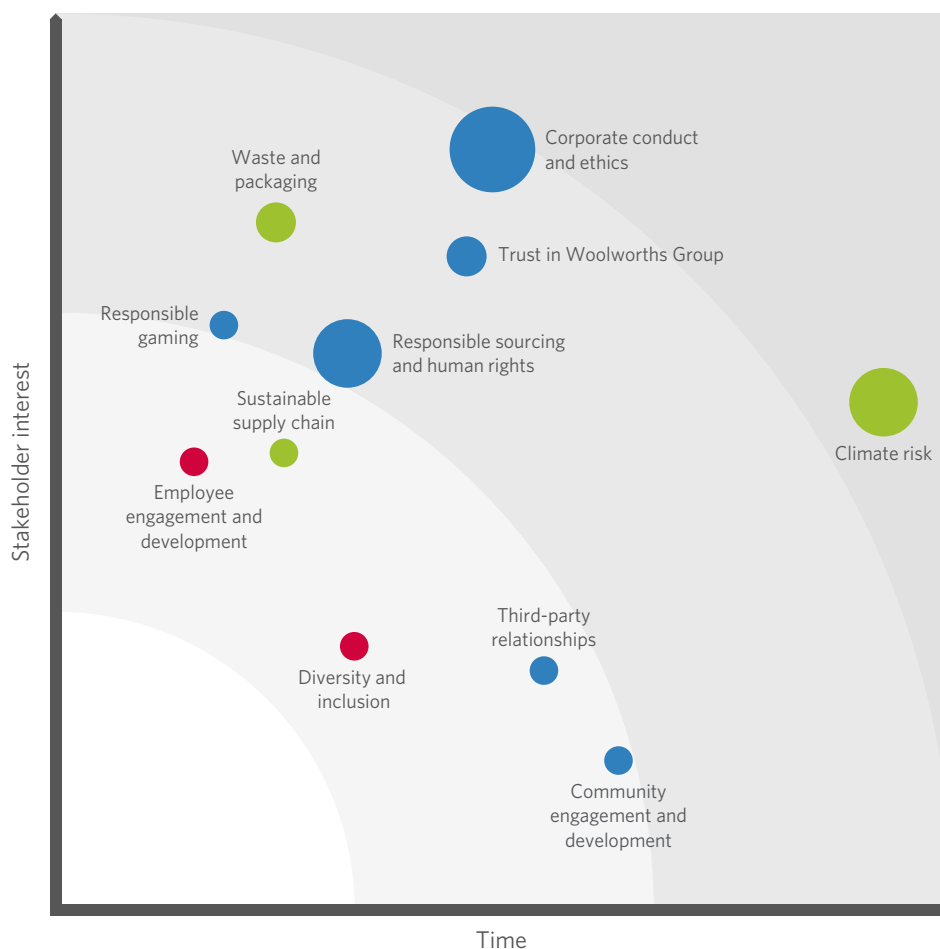 Corporate conduct
and ethics
Waste and
packaging
Trust in Woolworths Group
Responsible
gaming
Responsible sourcing
and human rights
Sustainable
supply chain
Climate risk
Employee
engagement and
development
Stakeholder interest
Third-party
relationships
Diversity and
inclusion
Community
engagement and
development
Time